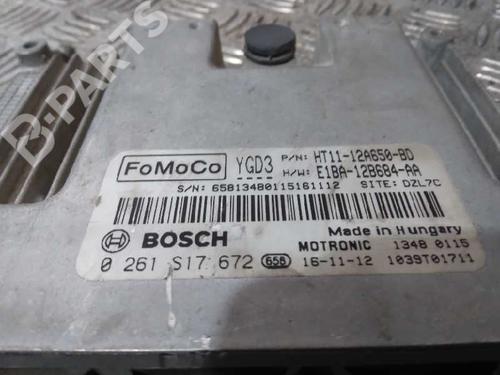 B-PARTS
FoMoCo YGD3 P/N: HT11-12A650-BD
H/W: E1BA-12B684-AA
S/N: 65813480115161112 SITE: DZL7C
Made in Hungary
BOSCH MOTRONIC 1348 0115
0 261 S17 672 658 16-11-12 1039T01711